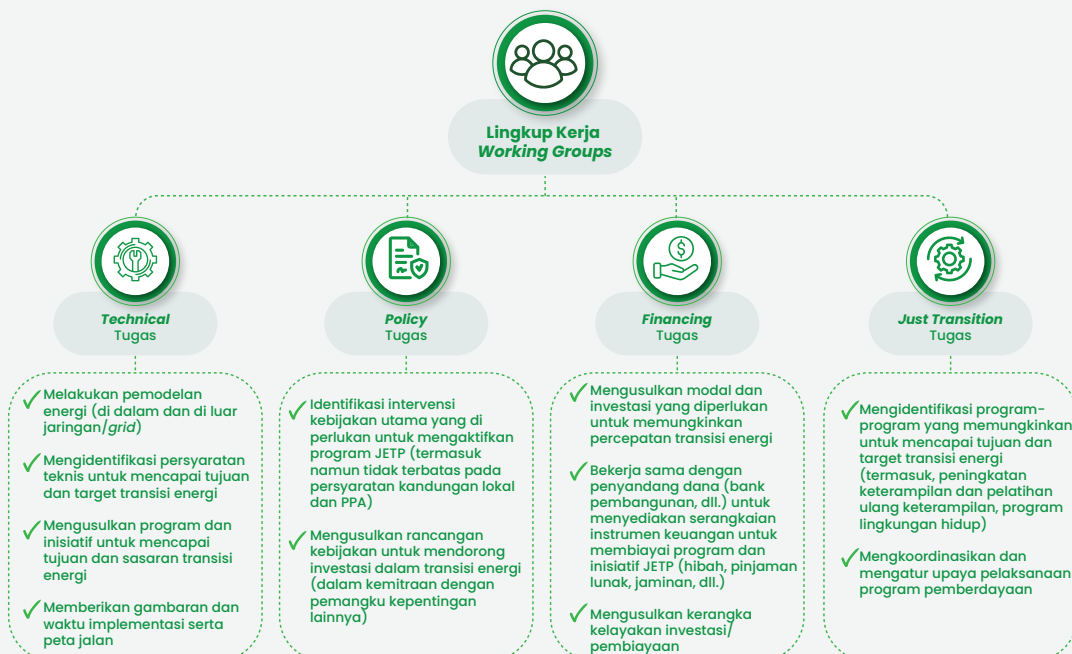 Lingkup Kerja
Working Groups
Technical
Tugas
Melakukan pemodelan
energi (di dalam dan di luar
jaringan/grid)
Mengidentifikasi persyaratan
teknis untuk mencapai tujuan
dan target transisi energi
Mengusulkan program dan
inisiatif untuk mencapai
tujuan dan sasaran transisi
energi
Memberikan gambaran dan
waktu implementasi serta
peta jalan
Policy
Tugas
Identifikasi intervensi
kebijakan utama yang di
perlukan untuk mengaktifkan
program JETP (termasuk
namun tidak terbatas pada
persyaratan kandungan lokal
dan PPA)
Mengusulkan rancangan
kebijakan untuk mendorong
investasi dalam transisi energi
(dalam kemitraan dengan
pemangku kepentingan
lainnya)
Financing
Tugas
Mengusulkan modal dan
investasi yang diperlukan
untuk memungkinkan
percepatan transisi energi
Bekerja sama dengan
penyandang dana (bank
pembangunan, dll.) untuk
menyediakan serangkaian
instrumen keuangan untuk
membiayai program dan
inisiatif JETP (hibah, pinjaman
lunak, jaminan, dll.)
Mengusulkan kerangka
kelayakan investasi/
pembiayaan
Just Transition
Tugas
Mengidentifikasi program-
program yang memungkinkan
untuk mencapai tujuan dan
target transisi energi
(termasuk, peningkatan
keterampilan dan pelatihan
ulang keterampilan, program
lingkungan hidup)
Mengkoordinasikan dan
mengatur upaya pelaksanaan
program pemberdayaan